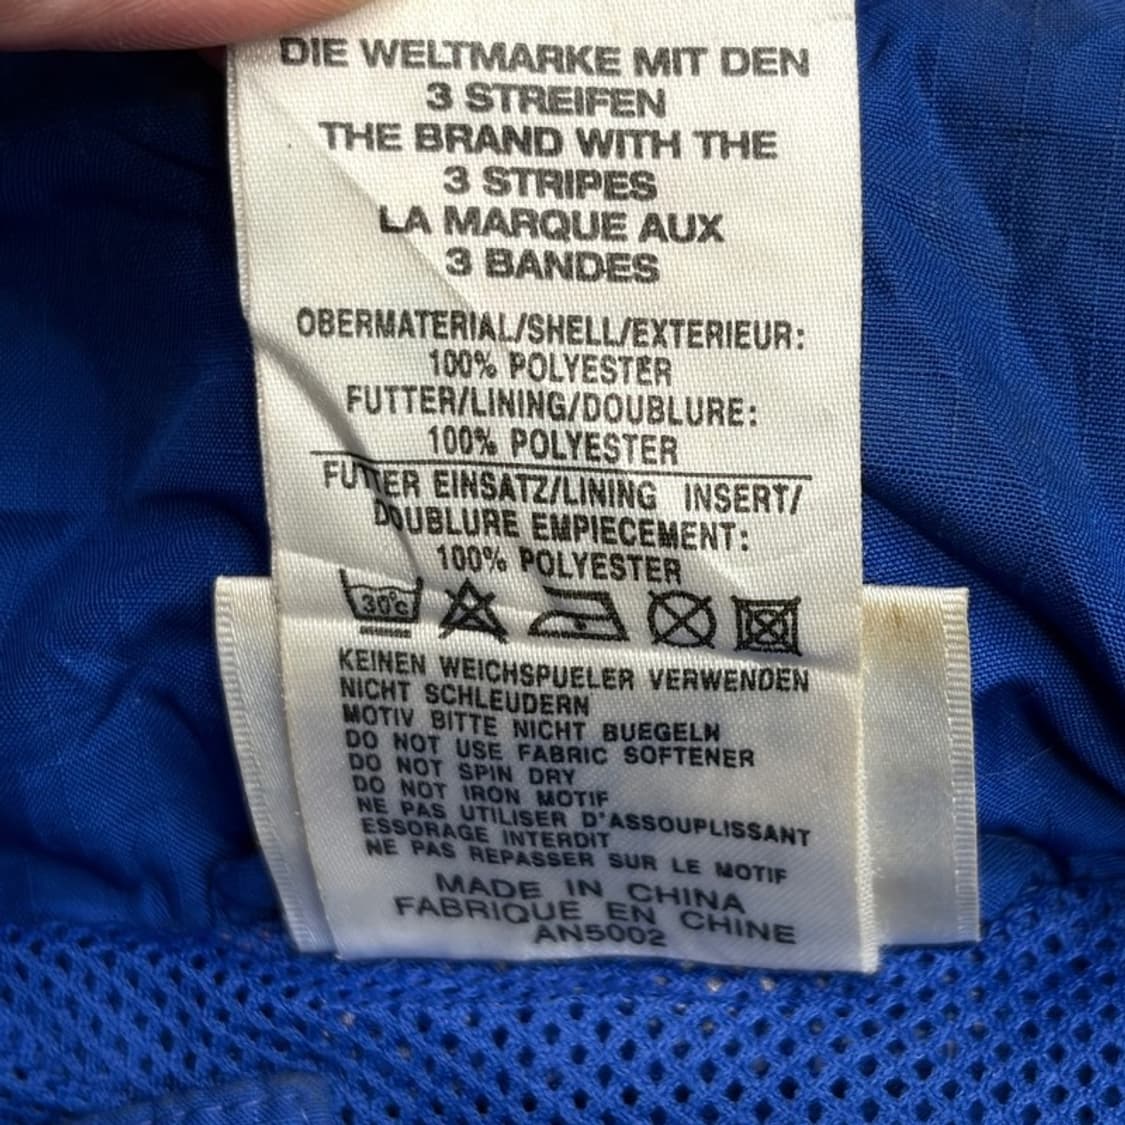 DIE WELTMARKE MIT DEN
3 STREIFEN
THE BRAND WITH THE
3 STRIPES
LA MARQUE AUX
3 BANDES
OBERMATERIAL/SHELL/EXTERIEUR:
100% POLYESTER
FUTTER/LINING/DOUBLURE:
100% POLYESTER
FUTTER EINSATZ/LINING INSERT/
DOUBLURE EMPIECEMENT:
100% POLYESTER
30°c
KEINEN WEICHSPUELER VERWENDEN
NICHT SCHLEUDERN
MOTIV BITTE NICHT BUEGELN
DO NOT USE FABRIC SOFTENER
DO NOT SPIN DRY
DO NOT IRON MOTIF
NE PAS UTILISER D'ASSOUPLISSANT
ESSORAGE INTERDIT
NE PAS REPASSER SUR LE MOTIF
MADE IN CHINA
FABRIQUE EN CHINE
AN5002